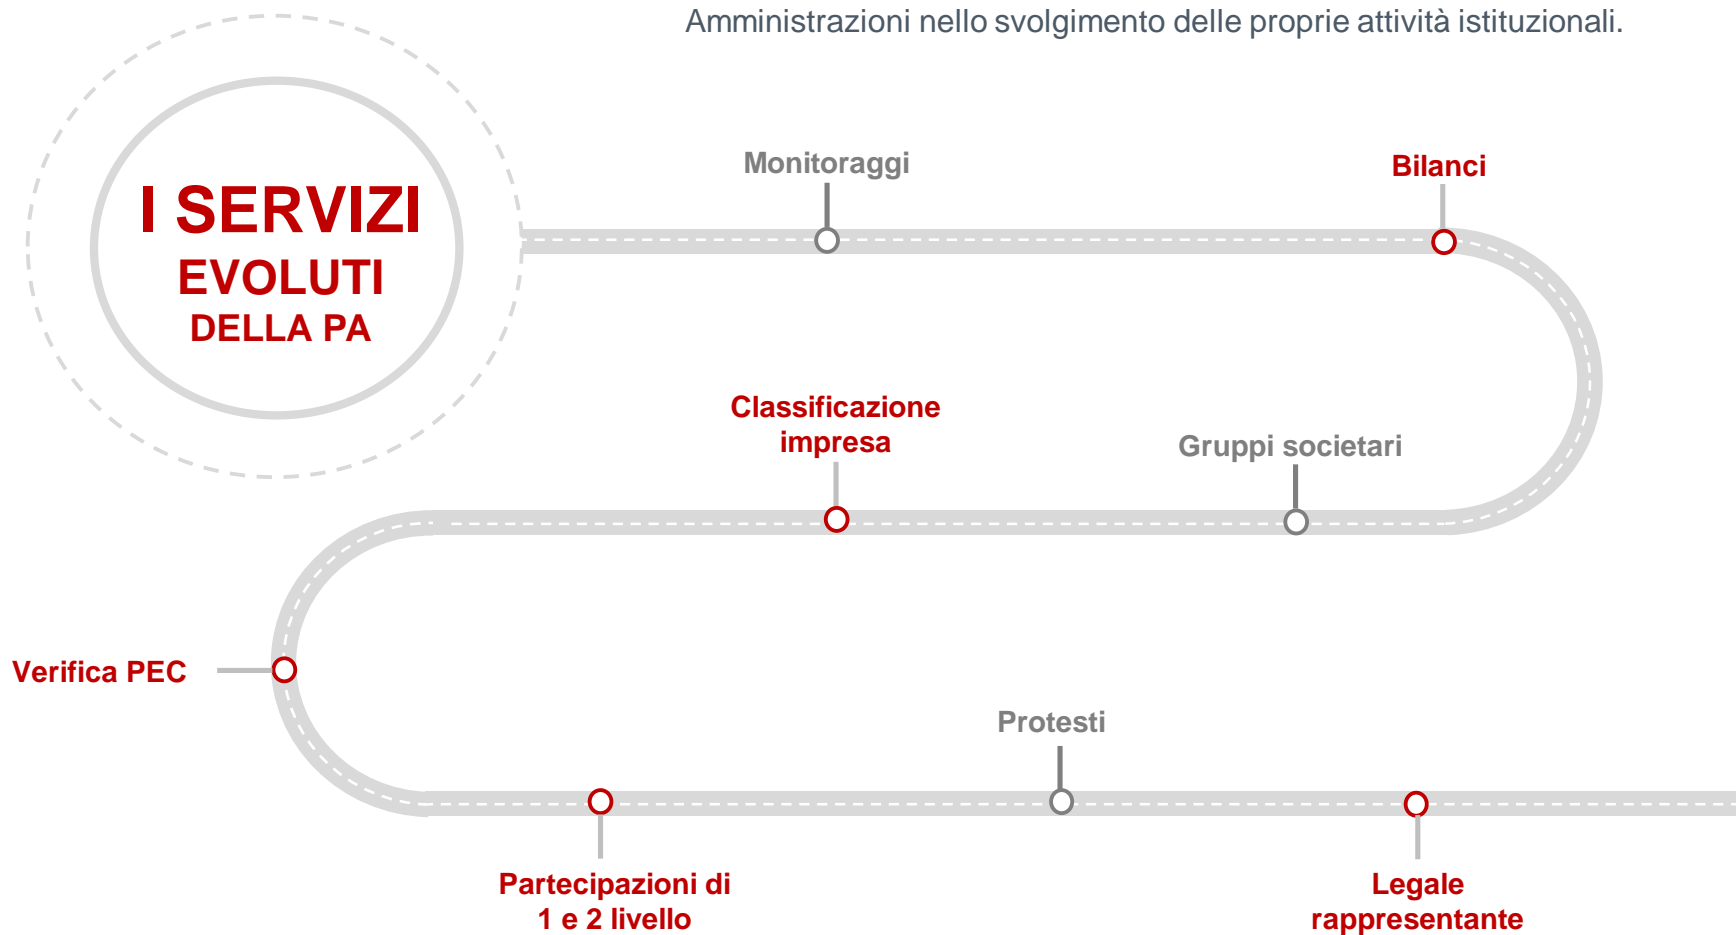 Amministrazioni nello svolgimento delle proprie attività istituzionali.
I SERVIZI
EVOLUTI
DELLA PA
Monitoraggi
Bilanci
Classificazione
impresa
Gruppi societari
Verifica PEC
Protesti
Partecipazioni di
1 e 2 livello
Legale
rappresentante